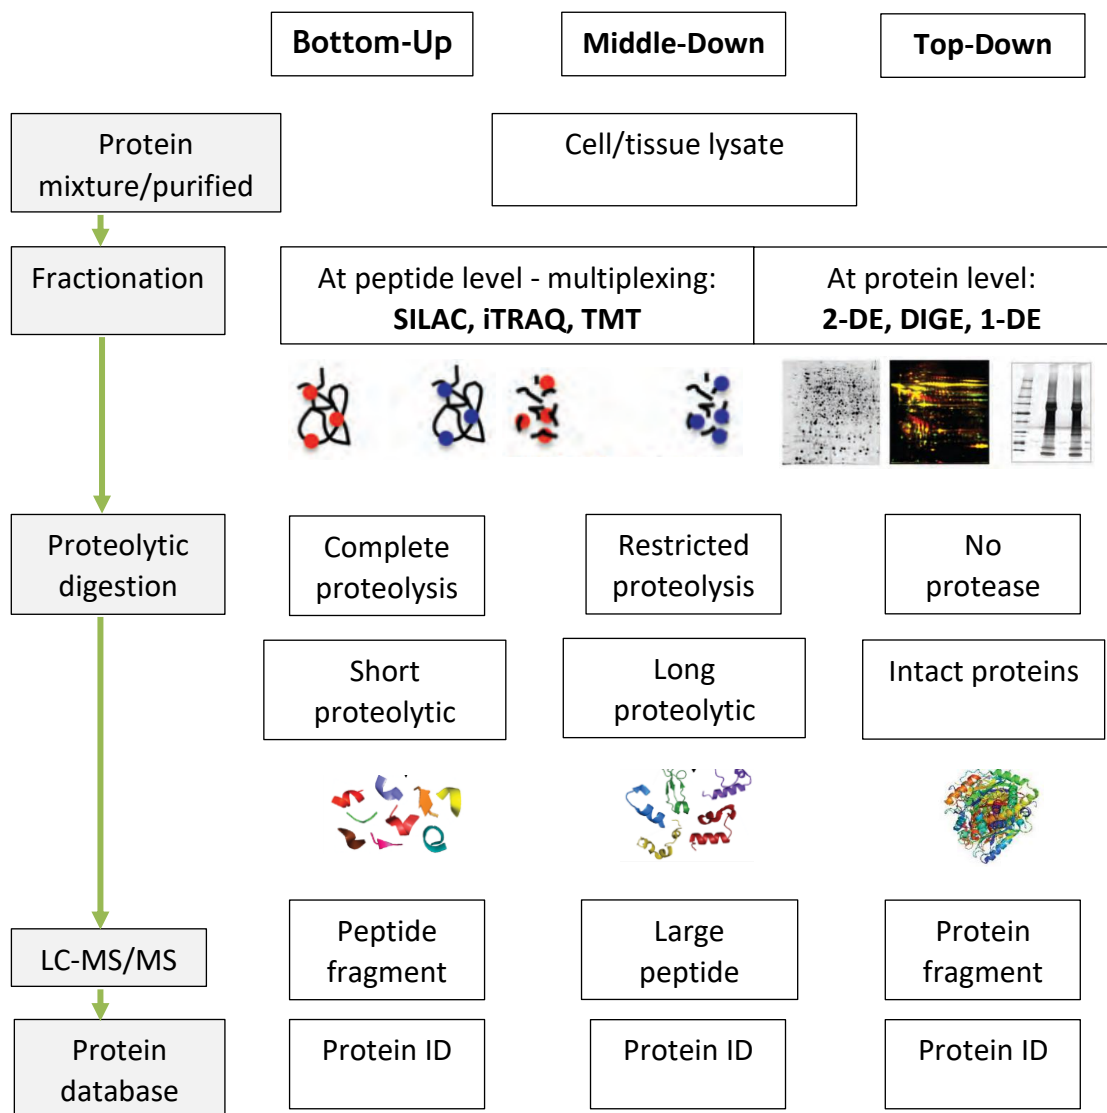 Bottom-Up
Middle-Down
Top-Down
Protein
mixture/purified
Cell/tissue lysate
Fractionation
At peptide level - multiplexing:
SILAC, iTRAQ, TMT
At protein level:
2-DE, DIGE, 1-DE
Proteolytic
digestion
Complete
proteolysis
Restricted
proteolysis
No
protease
Short
proteolytic
Long
proteolytic
Intact proteins
LC-MS/MS
Peptide
fragment
Large
peptide
Protein
fragment
Protein
database
Protein ID
Protein ID
Protein ID